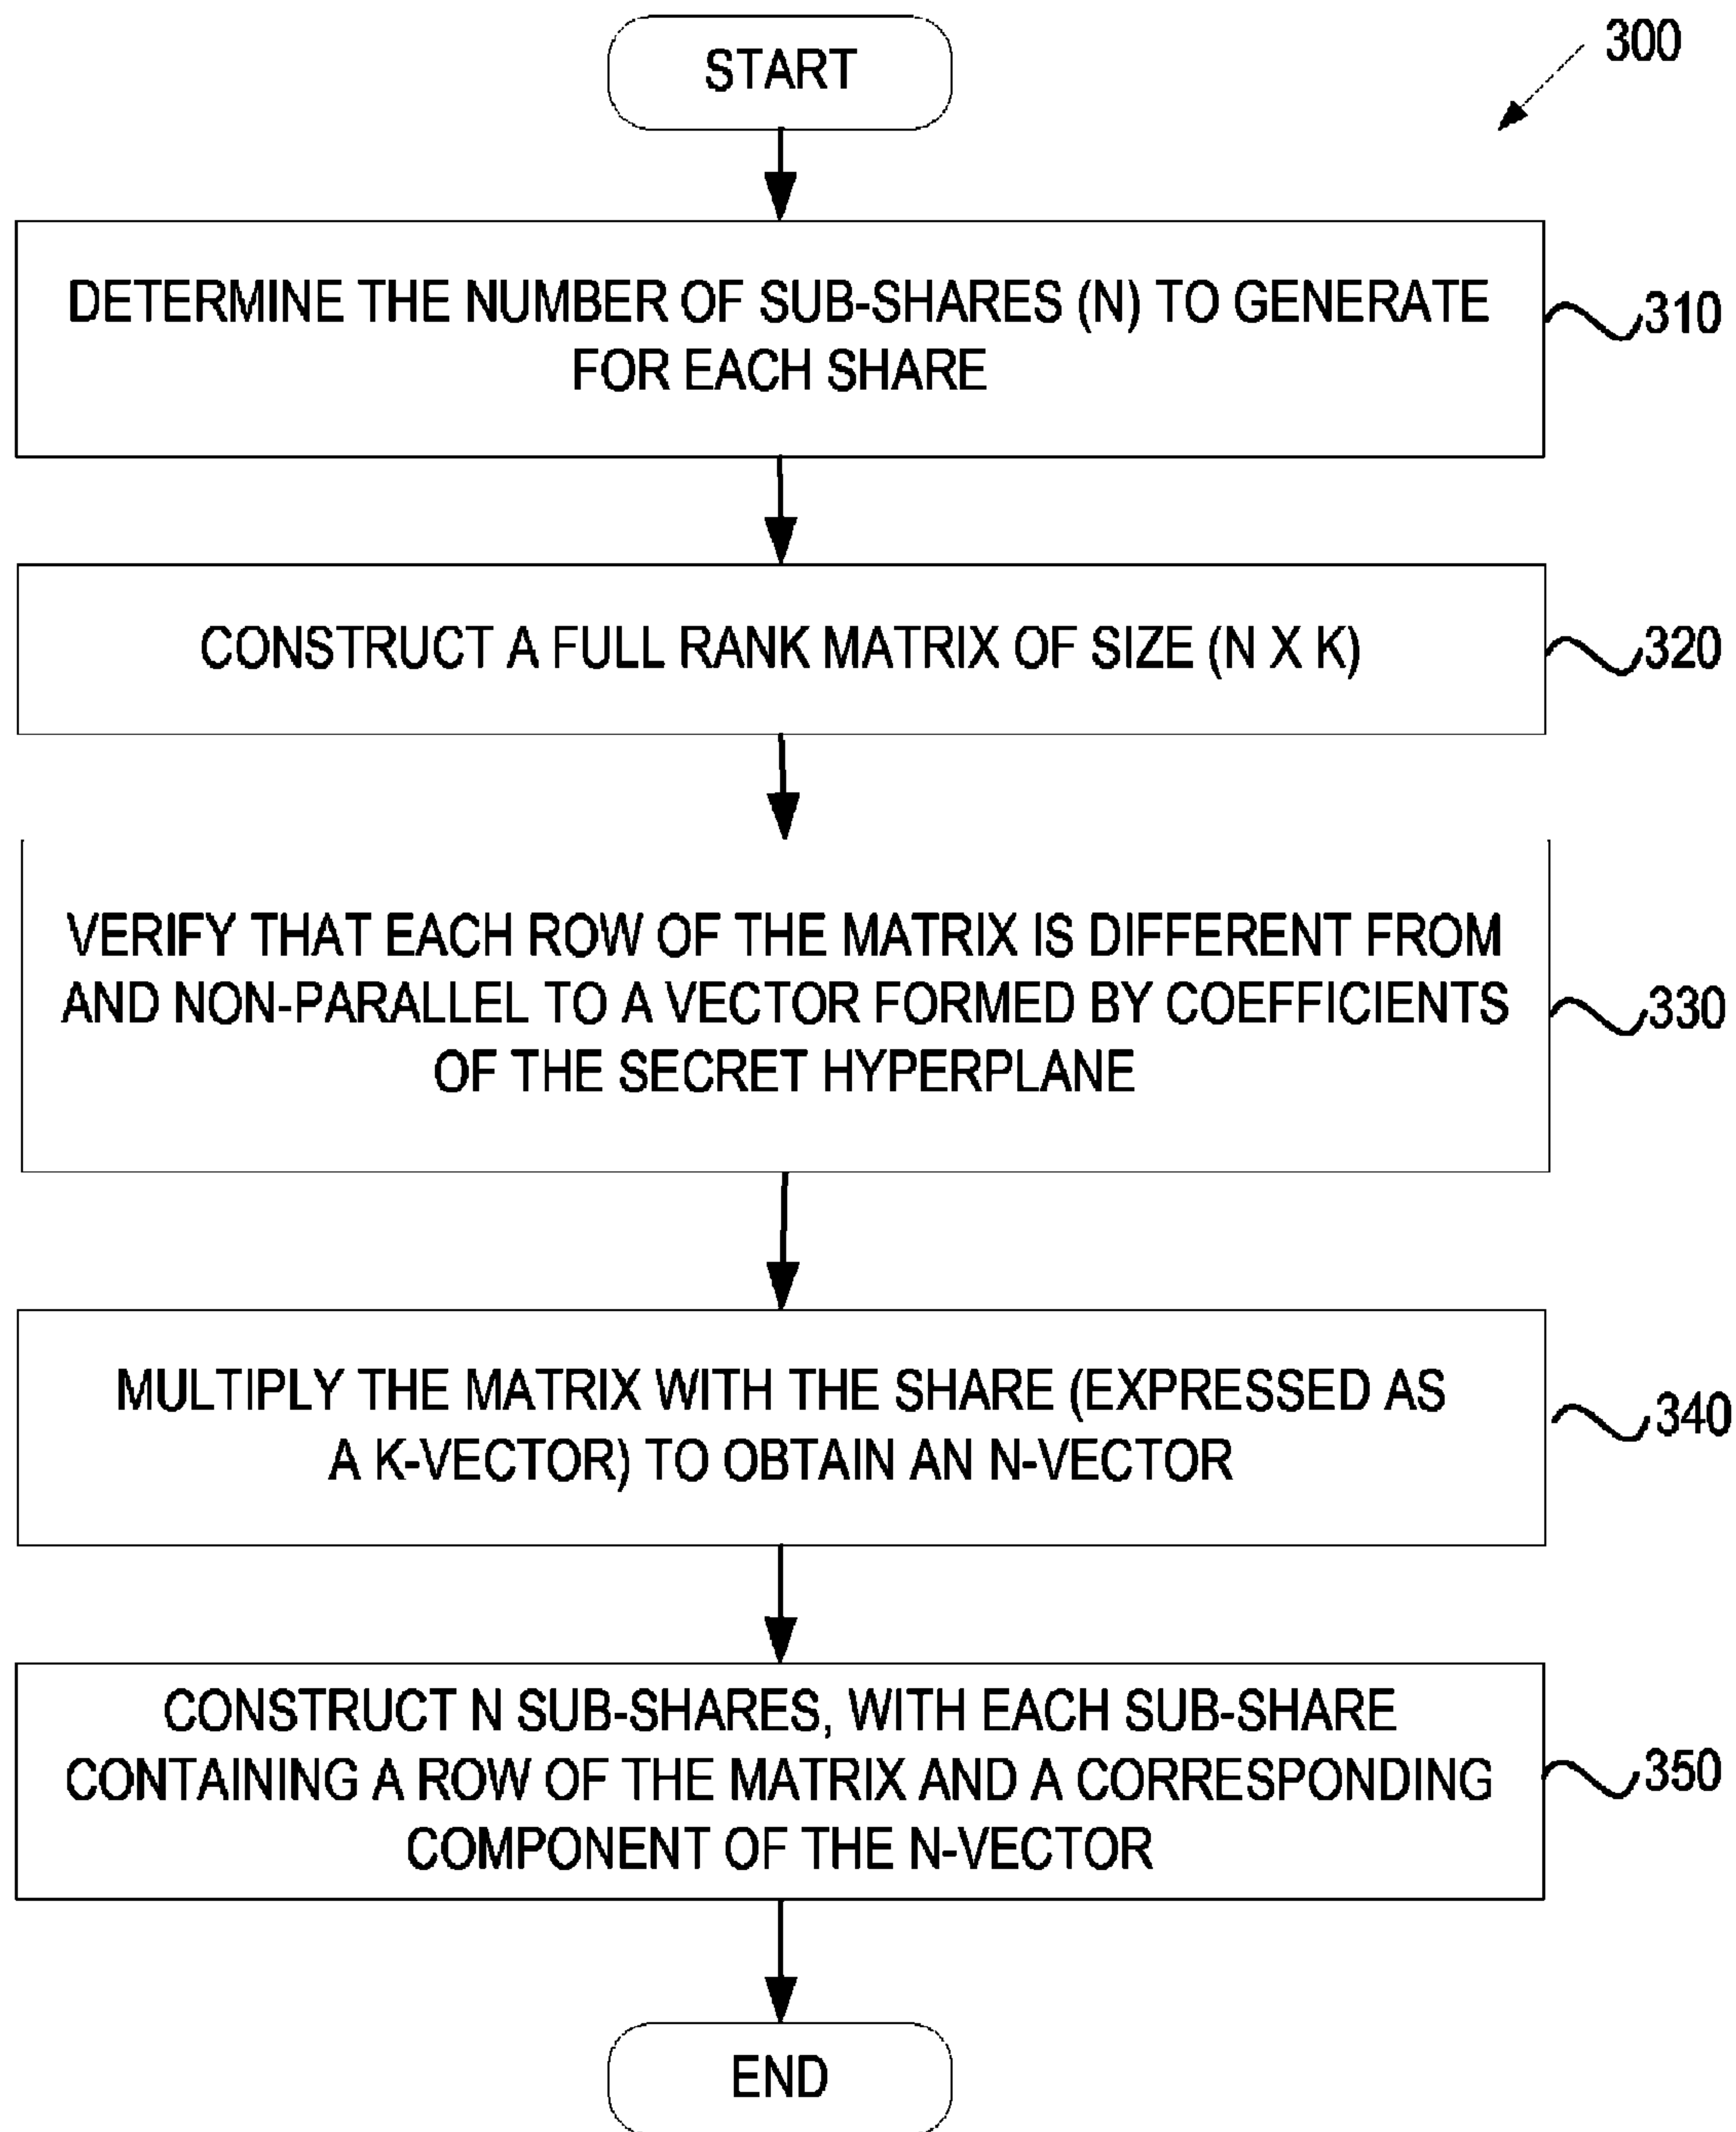 START
300
DETERMINE THE NUMBER OF SUB-SHARES (N) TO GENERATE
FOR EACH SHARE
310
CONSTRUCT A FULL RANK MATRIX OF SIZE (N X K)
320
VERIFY THAT EACH ROW OF THE MATRIX IS DIFFERENT FROM
AND NON-PARALLEL TO A VECTOR FORMED BY COEFFICIENTS
OF THE SECRET HYPERPLANE
330
MULTIPLY THE MATRIX WITH THE SHARE (EXPRESSED AS
A K-VECTOR) TO OBTAIN AN N-VECTOR
340
CONSTRUCT N SUB-SHARES, WITH EACH SUB-SHARE
CONTAINING A ROW OF THE MATRIX AND A CORRESPONDING
COMPONENT OF THE N-VECTOR
350
END